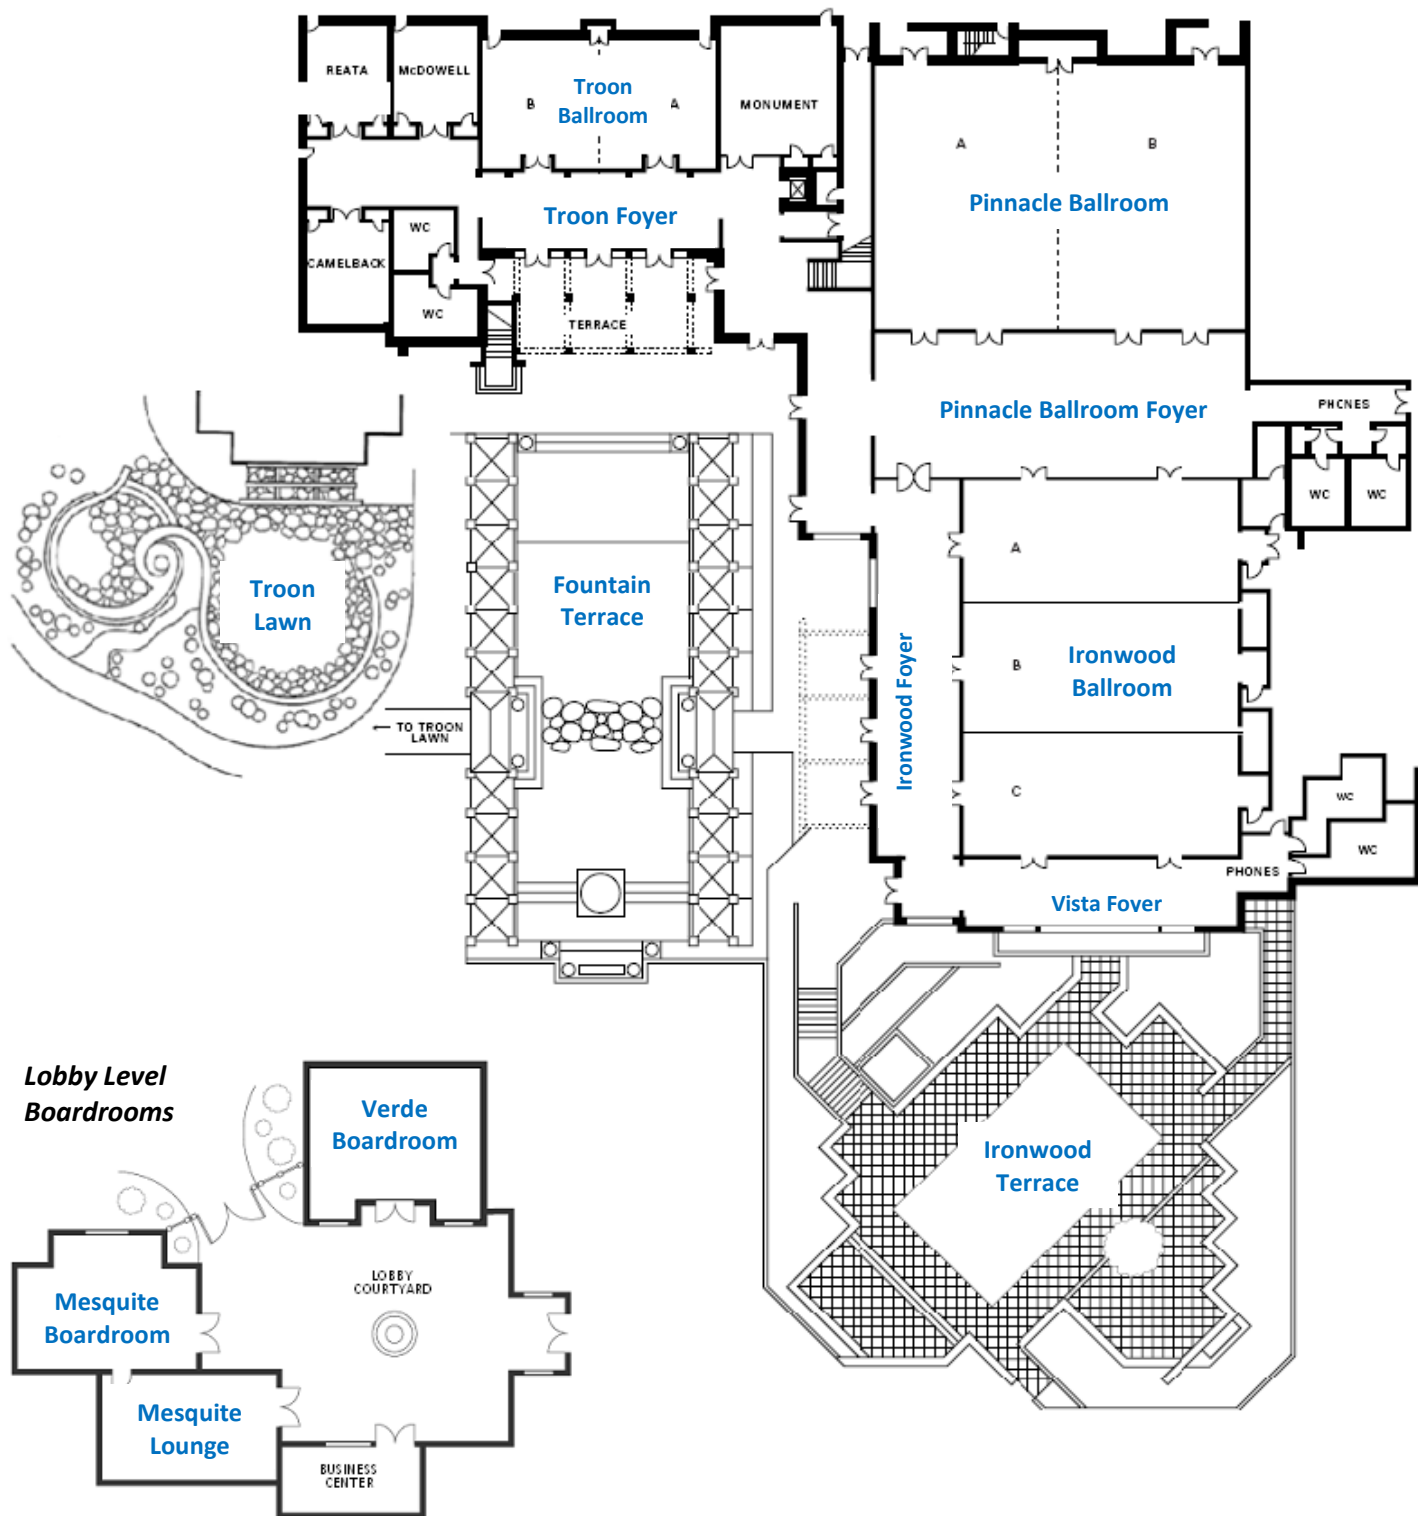 REATA
McDOWELL
Troon
Ballroom
B
A
MONUMENT
A
B
Pinnacle Ballroom
Troon Foyer
WC
CAMELBACK
WC
TERRACE
Pinnacle Ballroom Foyer
PHONES
WC
WC
A
Fountain
Terrace
Troon
Lawn
Ironwood Foyer
B
Ironwood
Ballroom
← TO TROON
LAWN
C
WC
WC
PHONES
Vista Foyer
Lobby Level
Boardrooms
Verde
Boardroom
Ironwood
Terrace
LOBBY
COURTYARD
Mesquite
Boardroom
Mesquite
Lounge
BUSINESS
CENTER